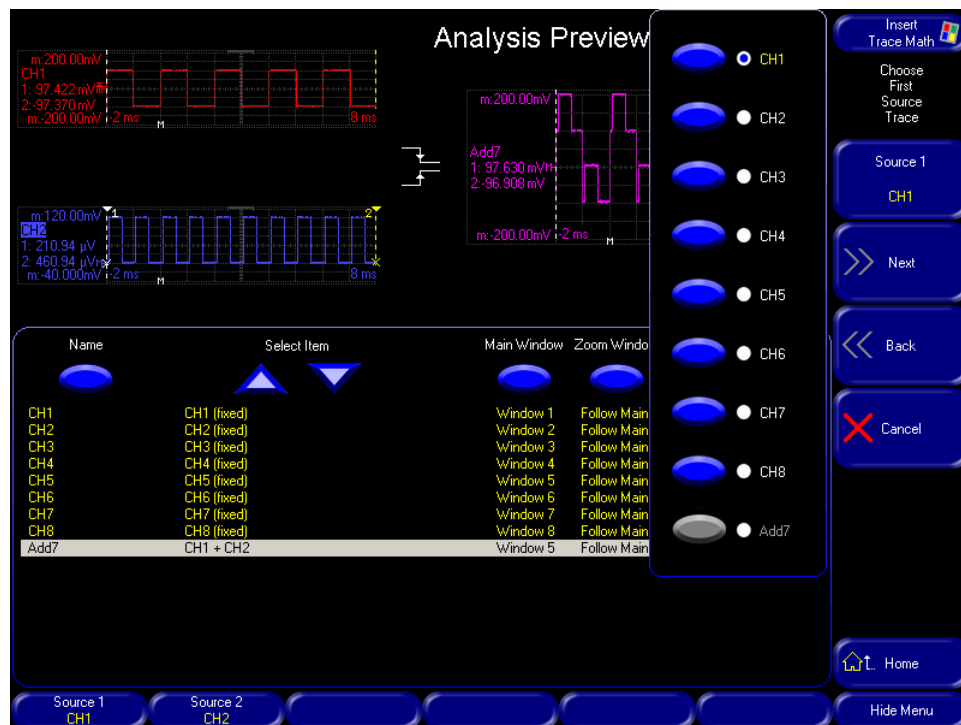 Analysis Preview
m:200.00mV
CH1
1: 97.422 mV
2:-97.370mV
m:-200.00mV -2 ms M 8 ms
m:120.00mV 1 2
CH2
1: 210.94 µV
2: 460.94 µV
m:-40.000mV -2 ms M 8 ms
m:200.00mV
Add7
1: 97.630 mV
2:-96.908 mV
m:-200.00mV -2 ms M
Name Select Item Main Window Zoom Windo
CH1 CH1 (fixed) Window 1 Follow Main
CH2 CH2 (fixed) Window 2 Follow Main
CH3 CH3 (fixed) Window 3 Follow Main
CH4 CH4 (fixed) Window 4 Follow Main
CH5 CH5 (fixed) Window 5 Follow Main
CH6 CH6 (fixed) Window 6 Follow Main
CH7 CH7 (fixed) Window 7 Follow Main
CH8 CH8 (fixed) Window 8 Follow Main
Add7 CH1 + CH2 Window 5 Follow Main
CH1
CH2
CH3
CH4
CH5
CH6
CH7
CH8
Add7
Insert
Trace Math
Choose
First
Source
Trace
Source 1
CH1
Next
Back
Cancel
Home
Hide Menu
Source 1
CH1
Source 2
CH2